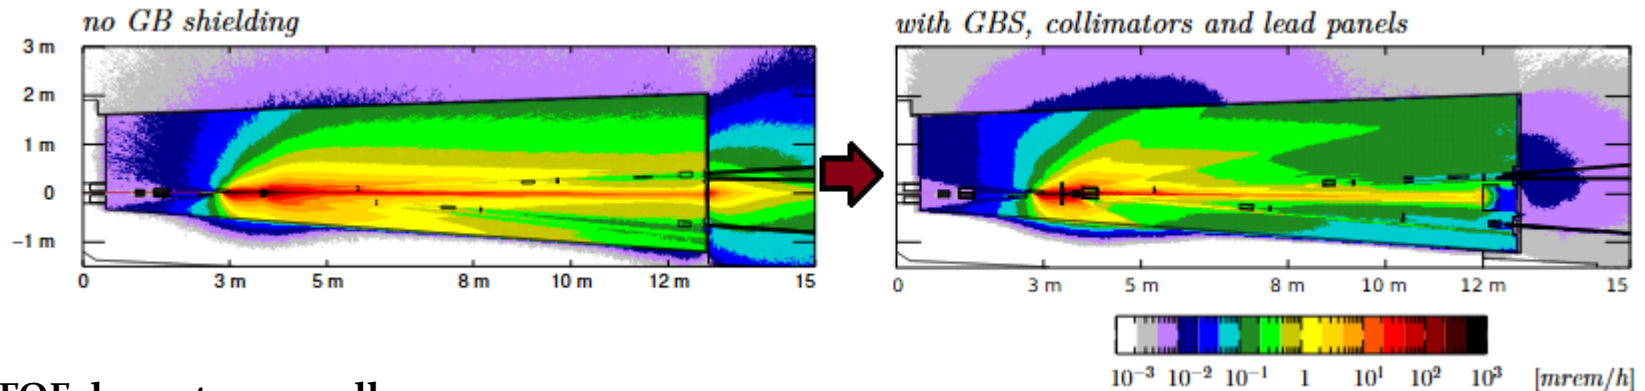 no GB shielding
with GBS, collimators and lead panels
3 m
2 m
1 m
0
−1 m
0 3 m 5 m 8 m 10 m 12 m 15
0 3 m 5 m 8 m 10 m 12 m 15
10⁻³ 10⁻² 10⁻¹ 1 10¹ 10² 10³ [mrem/h]